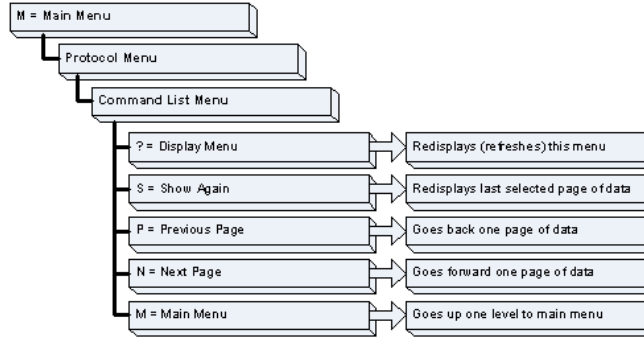 M = Main Menu
Protocol Menu
Command List Menu
? = Display Menu
Redisplays (refreshes) this menu
S = Show Again
Redisplays last selected page of data
P = Previous Page
Goes back one page of data
N = Next Page
Goes forward one page of data
M = Main Menu
Goes up one level to main menu